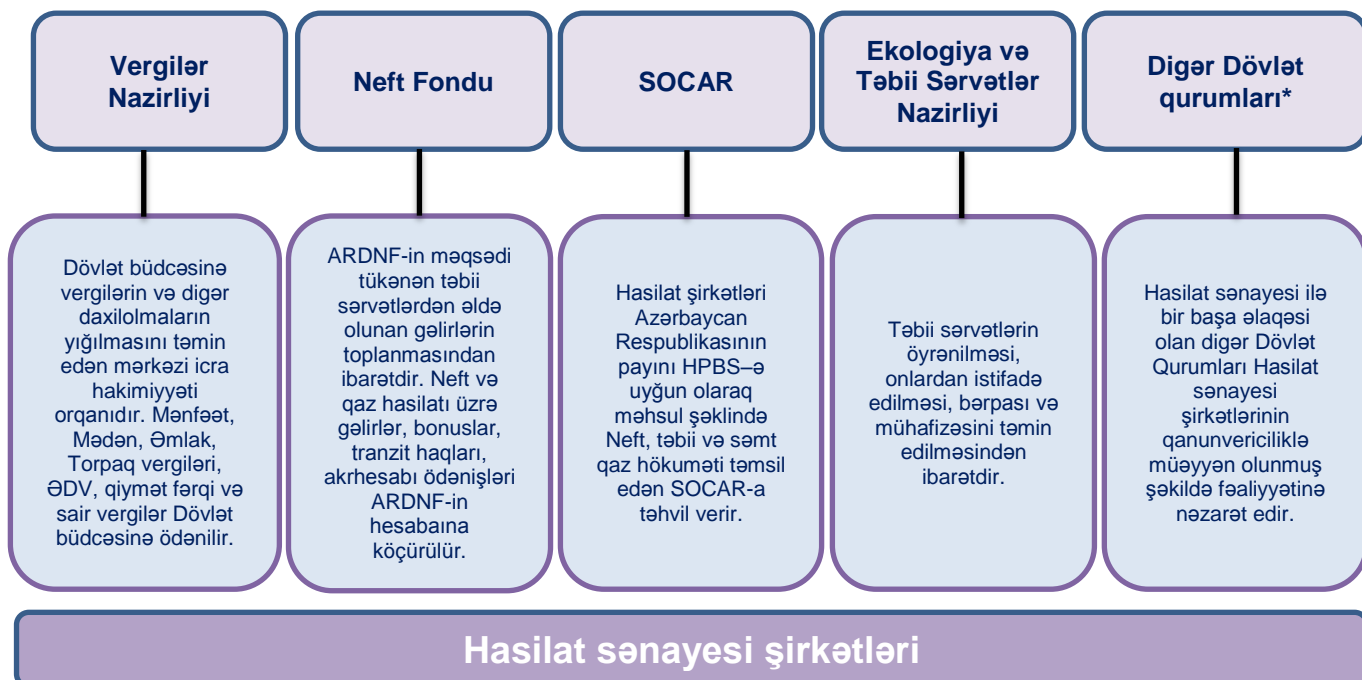 Vergilər
Nazirliyi
Neft Fondu
SOCAR
Ekologiya və
Təbii Sərvətlər
Nazirliyi
Digər Dövlət
qurumları*
Dövlət büdcəsinə
vergilərin və digər
daxilolmaların
yığılmasını təmin
edən mərkəzi icra
hakimiyyəti
orqanıdır. Mənfəət,
Mədən, Əmlak,
Torpaq vergiləri,
ƏDV, qiymət fərqi və
sair vergilər Dövlət
büdcəsinə ödənilir.
ARDNF-in məqsədi
tükənən təbii
sərvətlərdən əldə
olunan gəlirlərin
toplanmasından
ibarətdir. Neft və
qaz hasilatı üzrə
gəlirlər, bonuslar,
tranzit haqları,
akrhesabı ödənişləri
ARDNF-in
hesabaına
köçürülür.
Hasilat şirkətləri
Azərbaycan
Respublikasının
payını HPBS–ə
uyğun olaraq
məhsul şəklində
Neft, təbii və səmt
qaz hökuməti təmsil
edən SOCAR-a
təhvil verir.
Təbii sərvətlərin
öyrənilməsi,
onlardan istifadə
edilməsi, bərpası və
mühafizəsini təmin
edilməsindən
ibarətdir.
Hasilat sənayesi ilə
bir başa əlaqəsi
olan digər Dövlət
Qurumları Hasilat
sənayesi
şirkətlərinin
qanunvericiliklə
müəyyən olunmuş
şəkildə fəaliyyətinə
nəzarət edir.
Hasilat sənayesi şirkətləri